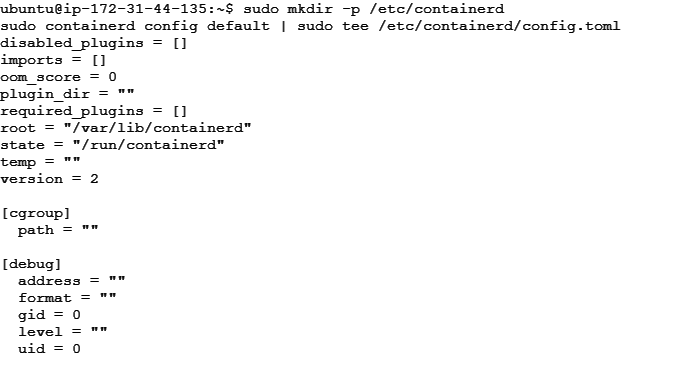 ubuntu@ip-172-31-44-135:~$ sudo mkdir -p /etc/containerd
sudo containerd config default | sudo tee /etc/containerd/config.toml
disabled_plugins = []
imports = []
oom_score = 0
plugin_dir = ""
required_plugins = []
root = "/var/lib/containerd"
state = "/run/containerd"
temp = ""
version = 2

[cgroup]
  path = ""

[debug]
  address = ""
  format = ""
  gid = 0
  level = ""
  uid = 0